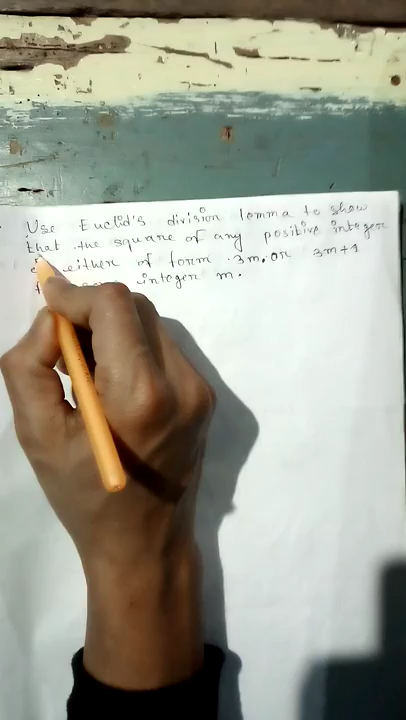 Use Euclid's division lemma to show
that the square of any positive integer
either of form 3m or 3m+1
integer m.